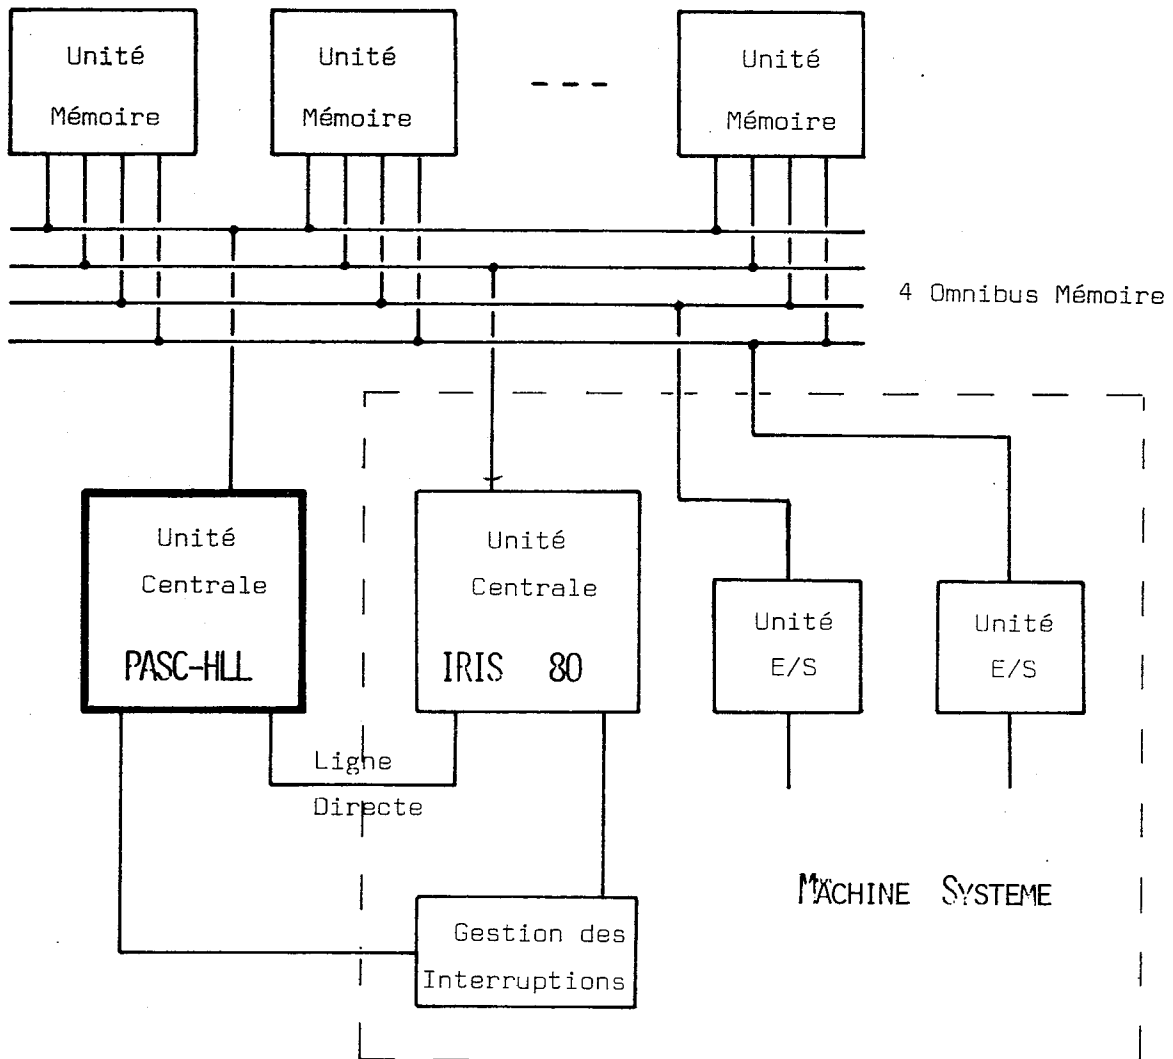 Unité
Mémoire
Unité
Mémoire
Unité
Mémoire
4 Omnibus Mémoire
Unité
Centrale
PASC-HLL
Unité
Centrale
IRIS 80
Unité
E/S
Unité
E/S
Ligne
Directe
MACHINE SYSTEME
Gestion des
Interruptions